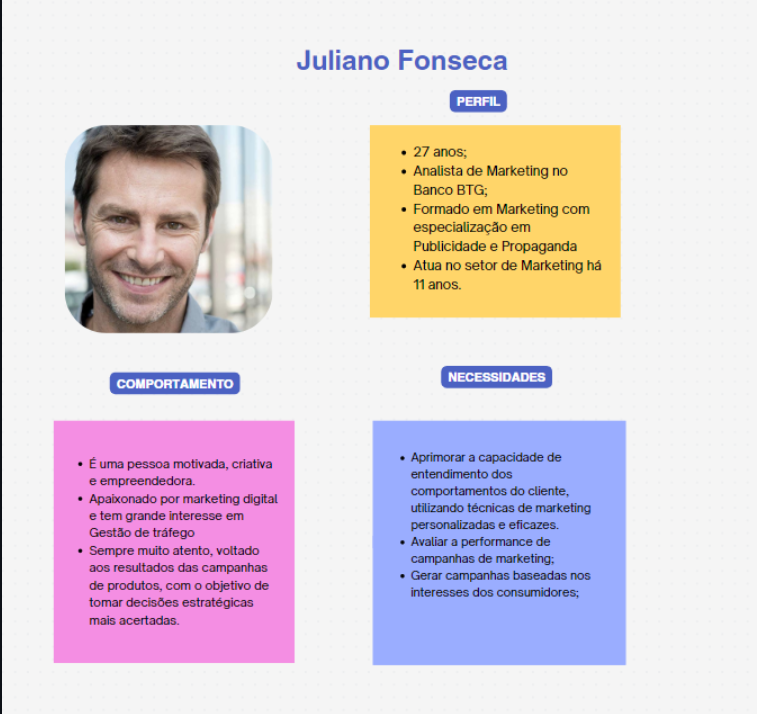 Juliano Fonseca
PERFIL
• 27 anos;
• Analista de Marketing no
Banco BTG;
• Formado em Marketing com
especialização em
Publicidade e Propaganda
• Atua no setor de Marketing há
11 anos.
COMPORTAMENTO
• É uma pessoa motivada, criativa
e empreendedora.
• Apaixonado por marketing digital
e tem grande interesse em
Gestão de tráfego
• Sempre muito atento, voltado
aos resultados das campanhas
de produtos, com o objetivo de
tomar decisões estratégicas
mais acertadas.
NECESSIDADES
• Aprimorar a capacidade de
entendimento dos
comportamentos do cliente,
utilizando técnicas de marketing
personalizadas e eficazes.
• Avaliar a performance de
campanhas de marketing;
• Gerar campanhas baseadas nos
interesses dos consumidores;